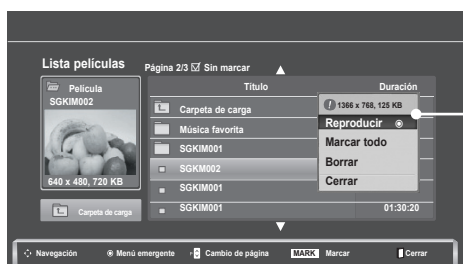 Lista películas
Página 2/3 Sin marcar
Película
SGKIM002
640 x 480, 720 KB
Carpeta de carga
Título Duración
Carpeta de carga
Música favorita
SGKIM001
SGKM002
SGKIM001
SGKIM001 01:30:20
1366 x 768, 125 KB
Reproducir
Marcar todo
Borrar
Cerrar
Navegación Menú emergente Cambio de página MARK Marcar Cerrar